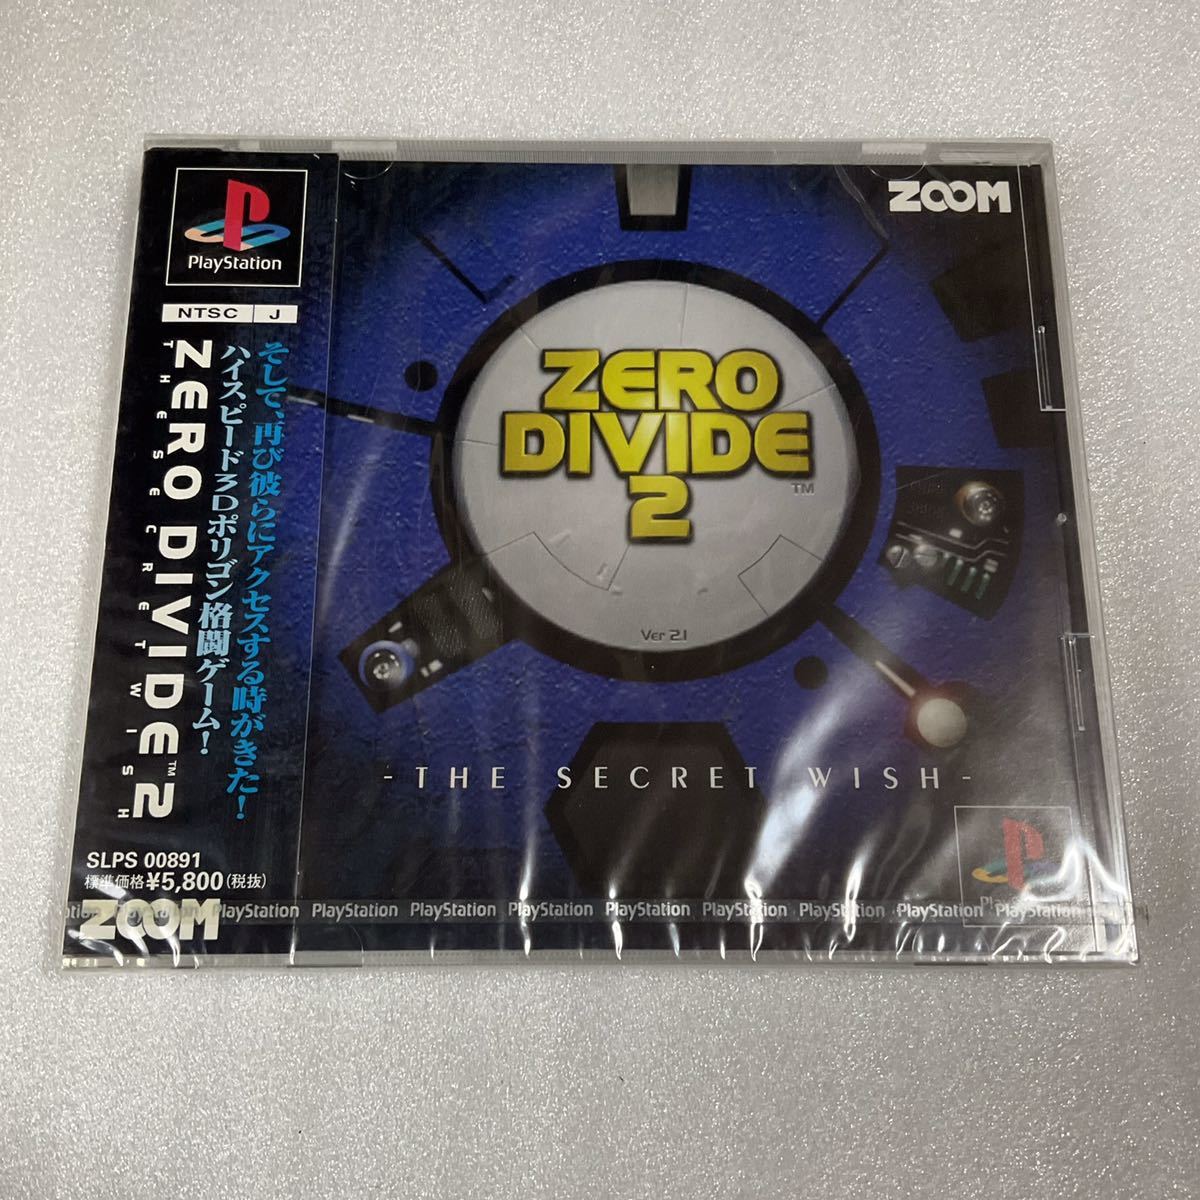 PlayStation
NTSC J
そして、再び彼らにアクセスする時がきた!
ハイスピード3Dポリゴン格闘ゲーム!
ZERO DIVIDE™ 2
THE SECRET WISH
SLPS 00891
標準価格¥5,800(税抜)
ZOOM
ZOOM
ZERO
DIVIDE
2
TM
Ver 2.1
-THE SECRET WISH-
PlayStation PlayStation PlayStation PlayStation PlayStation PlayStation PlayStation PlayStation PlayStation PlayStation